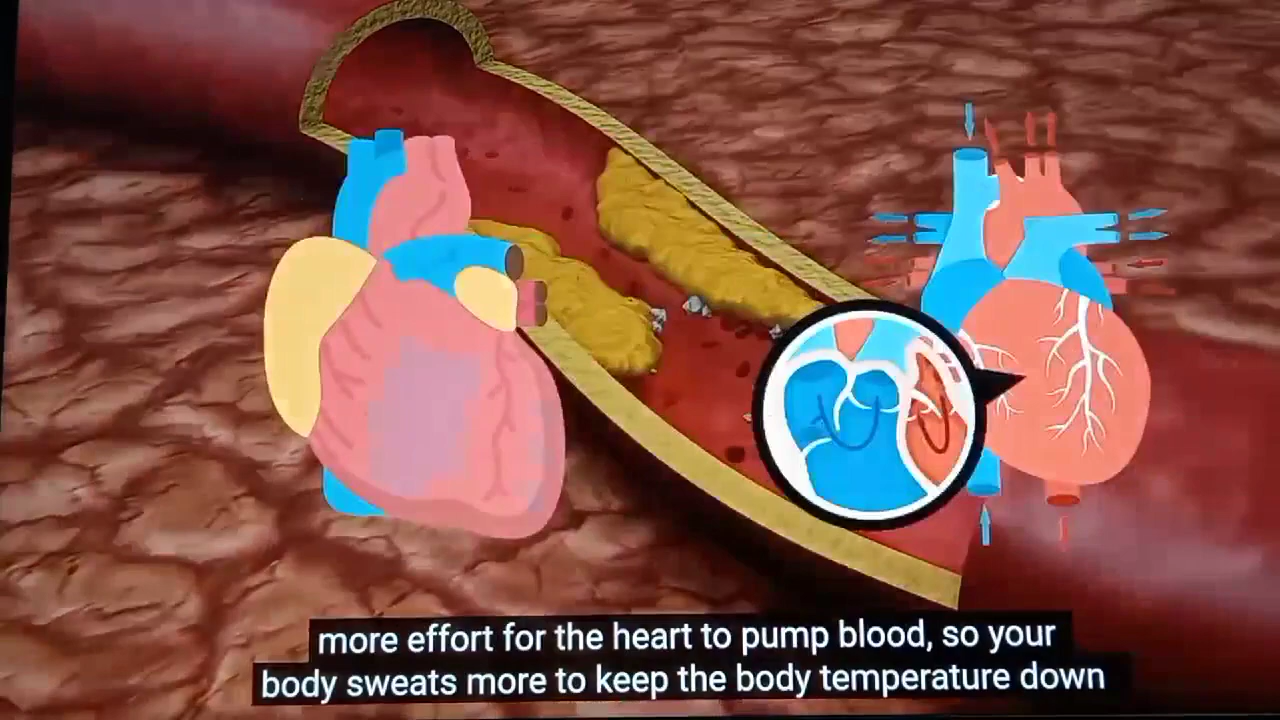 more effort for the heart to pump blood, so your
body sweats more to keep the body temperature down